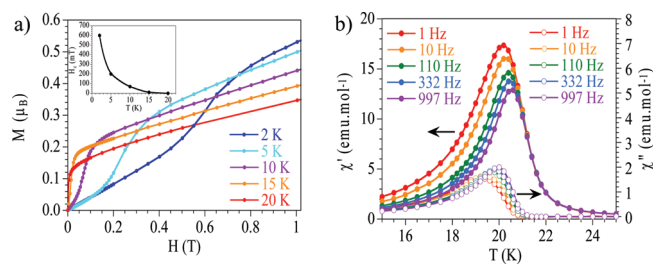 a)
0.6
0.5
0.4
0.3
0.2
0.1
0.0
M (μB)
0
0.2
0.4
0.6
0.8
1
H (T)
700
600
500
400
300
200
100
0
H (mT)
0 5 10 15 20
T (K)
2 K
5 K
10 K
15 K
20 K
b)
20
15
10
5
0
χ' (emu.mol-1)
16 18 20 22 24
T (K)
8
7
6
5
4
3
2
1
0
χ" (emu.mol-1)
1 Hz
10 Hz
110 Hz
332 Hz
997 Hz
1 Hz
10 Hz
110 Hz
332 Hz
997 Hz